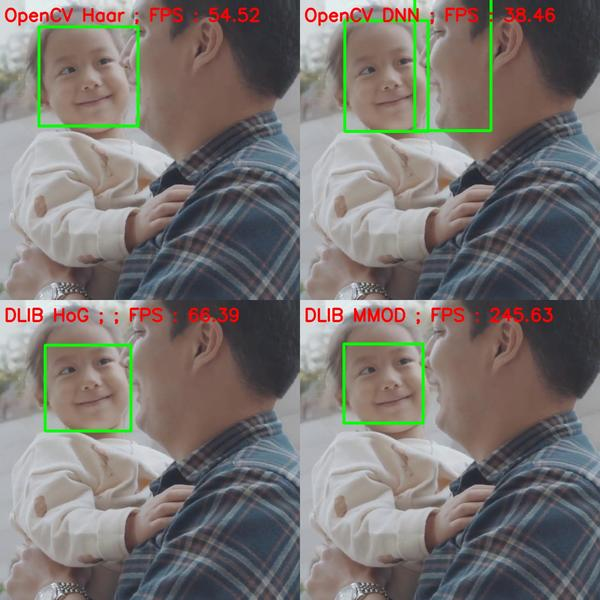 OpenCV Haar ; FPS : 54.52
OpenCV DNN ; FPS : 38.46
DLIB HoG ; ; FPS : 66.39
DLIB MMOD ; FPS : 245.63